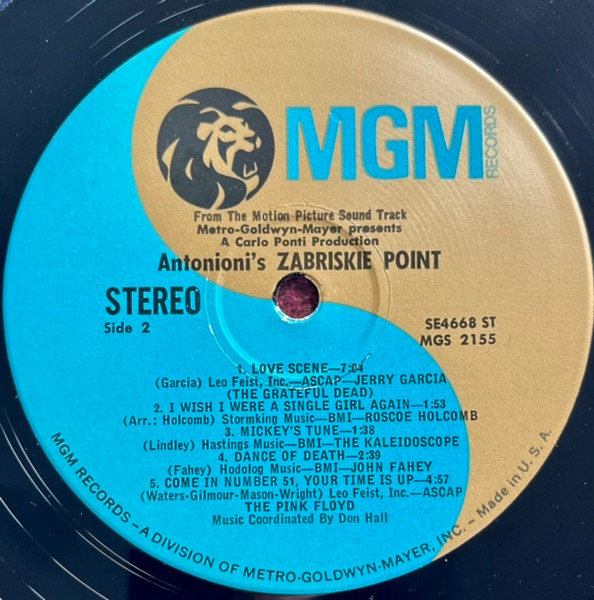 MGM
RECORDS
From The Motion Picture Sound Track
Metro-Goldwyn-Mayer presents
A Carlo Ponti Production
Antonioni's ZABRISKIE POINT
STEREO
Side 2
SE4668 ST
MGS 2155
1. LOVE SCENE—7:04
(Garcia) Leo Feist, Inc.—ASCAP—JERRY GARCIA
(THE GRATEFUL DEAD)
2. I WISH I WERE A SINGLE GIRL AGAIN—1:53
(Arr.: Holcomb) Stormking Music—BMI—ROSCOE HOLCOMB
3. MICKEY'S TUNE—1:38
(Lindley) Hastings Music—BMI—THE KALEIDOSCOPE
4. DANCE OF DEATH—2:39
(Fahey) Hodolog Music—BMI—JOHN FAHEY
5. COME IN NUMBER 51, YOUR TIME IS UP—4:57
(Waters-Gilmour-Mason-Wright) Leo Feist, Inc.—ASCAP
THE PINK FLOYD
Music Coordinated By Don Hall
MGM RECORDS – A DIVISION OF METRO-GOLDWYN-MAYER, INC. – Made in U. S. A.